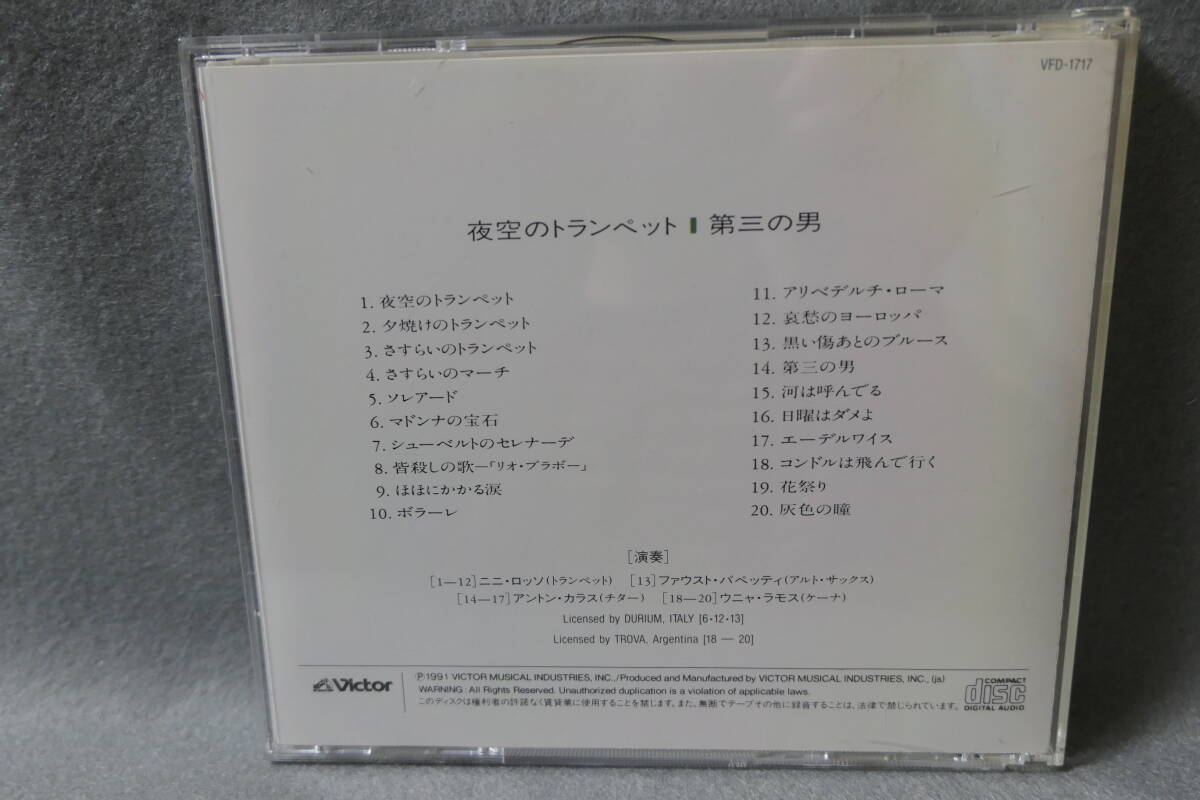 VFD-1717
夜空のトランペット 第三の男
1. 夜空のトランペット
2. 夕焼けのトランペット
3. さすらいのトランペット
4. さすらいのマーチ
5. ソレアード
6. マドンナの宝石
7. シューベルトのセレナーデ
8. 皆殺しの歌―「リオ・ブラボー」
9. ほほにかかる涙
10. ボラーレ
11. アリベデルチ・ローマ
12. 哀愁のヨーロッパ
13. 黒い傷あとのブルース
14. 第三の男
15. 河は呼んでる
16. 日曜はダメよ
17. エーデルワイス
18. コンドルは飛んで行く
19. 花祭り
20. 灰色の瞳
[演奏]
[1—12]ニニ・ロッソ(トランペット) [13]ファウスト・パペッティ(アルト・サックス)
[14—17]アントン・カラス(チター) [18—20]ウニャ・ラモス(ケーナ)
Licensed by DURIUM, ITALY [6・12・13]
Licensed by TROVA, Argentina [18 — 20]
Victor
Ⓟ1991 VICTOR MUSICAL INDUSTRIES, INC./Produced and Manufactured by VICTOR MUSICAL INDUSTRIES, INC., (ja)
WARNING : All Rights Reserved. Unauthorized duplication is a violation of applicable laws.
このディスクは権利者の許諾なく賃貸業に使用することを禁じます。また、無断でテープその他に録音することは、法律で禁じられています。
COMPACT
disc
DIGITAL AUDIO